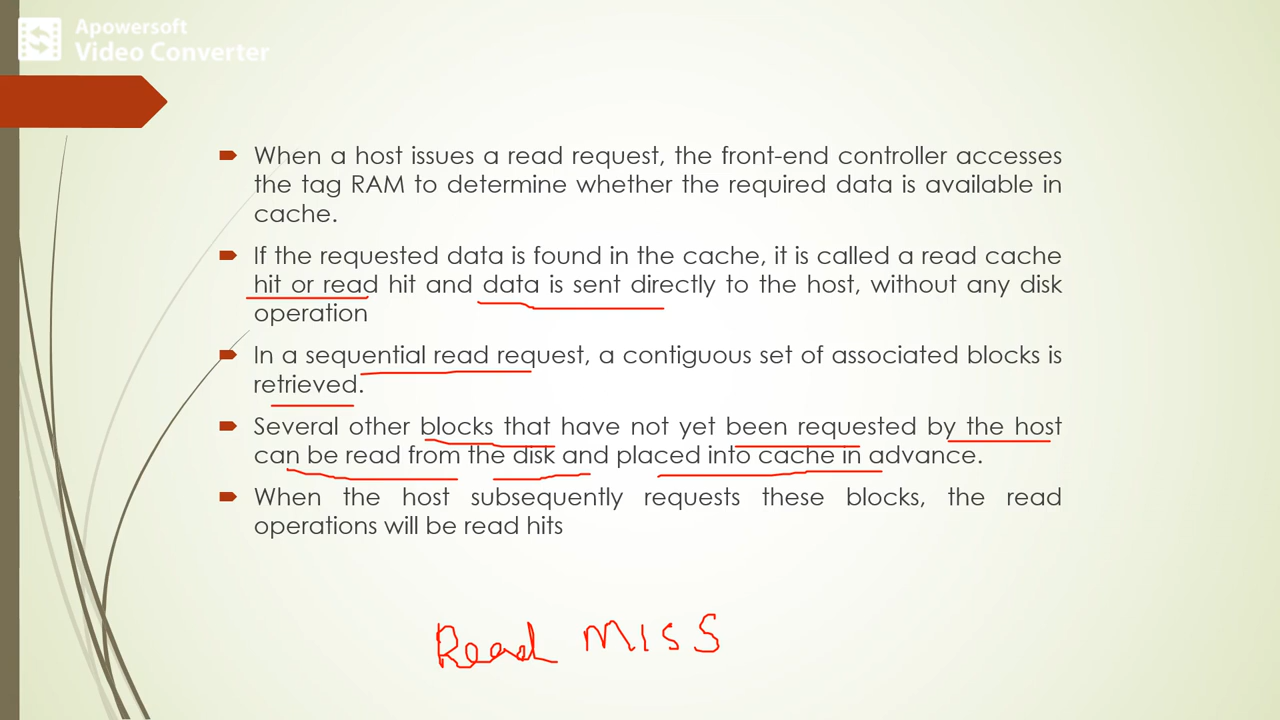 Apowersoft
Video Converter
When a host issues a read request, the front-end controller accesses
the tag RAM to determine whether the required data is available in
cache.
If the requested data is found in the cache, it is called a read cache
hit or read hit and data is sent directly to the host, without any disk
operation
In a sequential read request, a contiguous set of associated blocks is
retrieved.
Several other blocks that have not yet been requested by the host
can be read from the disk and placed into cache in advance.
When the host subsequently requests these blocks, the read
operations will be read hits
Read MISS